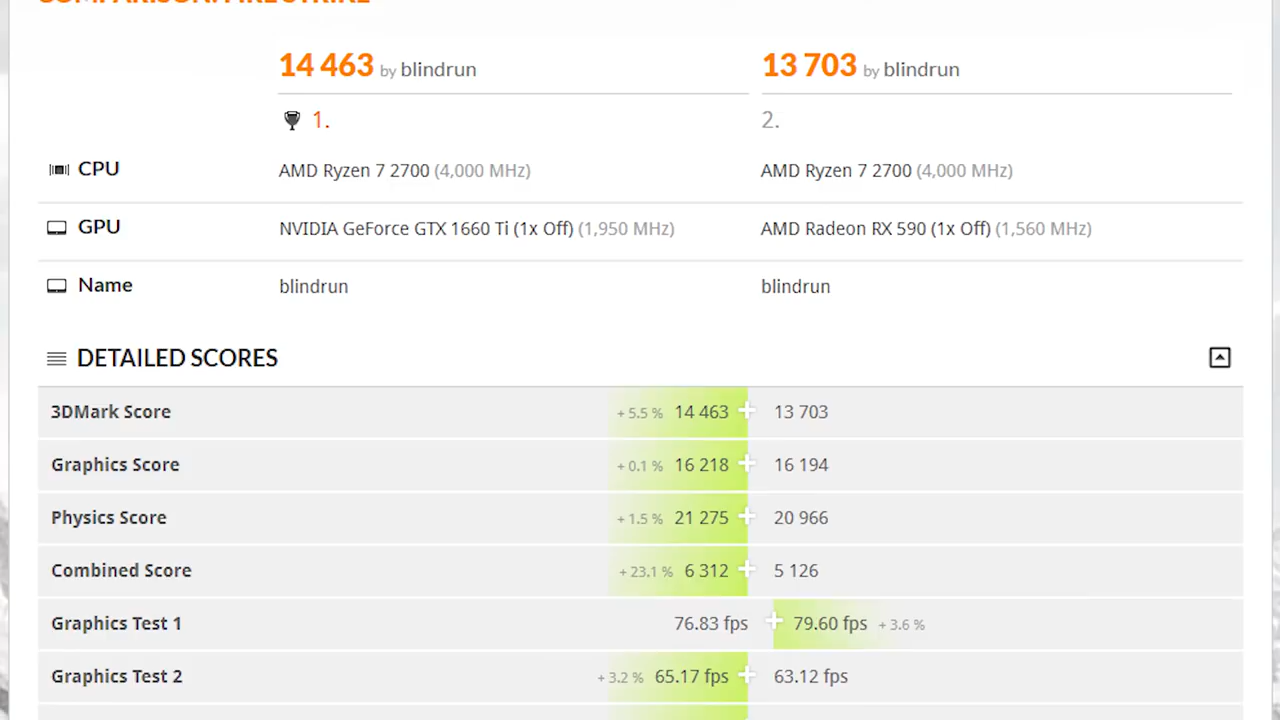 COMPARISON: FIRE STRIKE
14 463 by blindrun 13 703 by blindrun
1. 2.
CPU AMD Ryzen 7 2700 (4,000 MHz) AMD Ryzen 7 2700 (4,000 MHz)
GPU NVIDIA GeForce GTX 1660 Ti (1x Off) (1,950 MHz) AMD Radeon RX 590 (1x Off) (1,560 MHz)
Name blindrun blindrun
DETAILED SCORES
3DMark Score + 5.5 % 14 463 13 703
Graphics Score + 0.1 % 16 218 16 194
Physics Score + 1.5 % 21 275 20 966
Combined Score + 23.1 % 6 312 5 126
Graphics Test 1 76.83 fps 79.60 fps + 3.6 %
Graphics Test 2 + 3.2 % 65.17 fps 63.12 fps